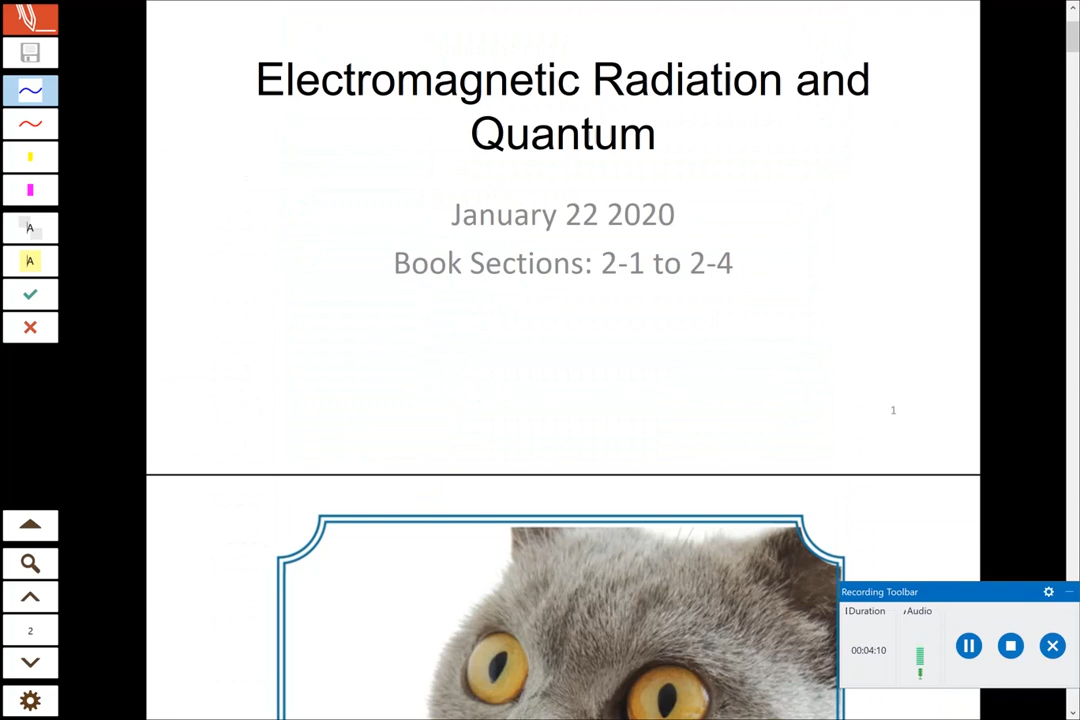 Electromagnetic Radiation and
Quantum
January 22 2020
Book Sections: 2-1 to 2-4
1
A
A
2
Recording Toolbar
Duration
Audio
00:04:10